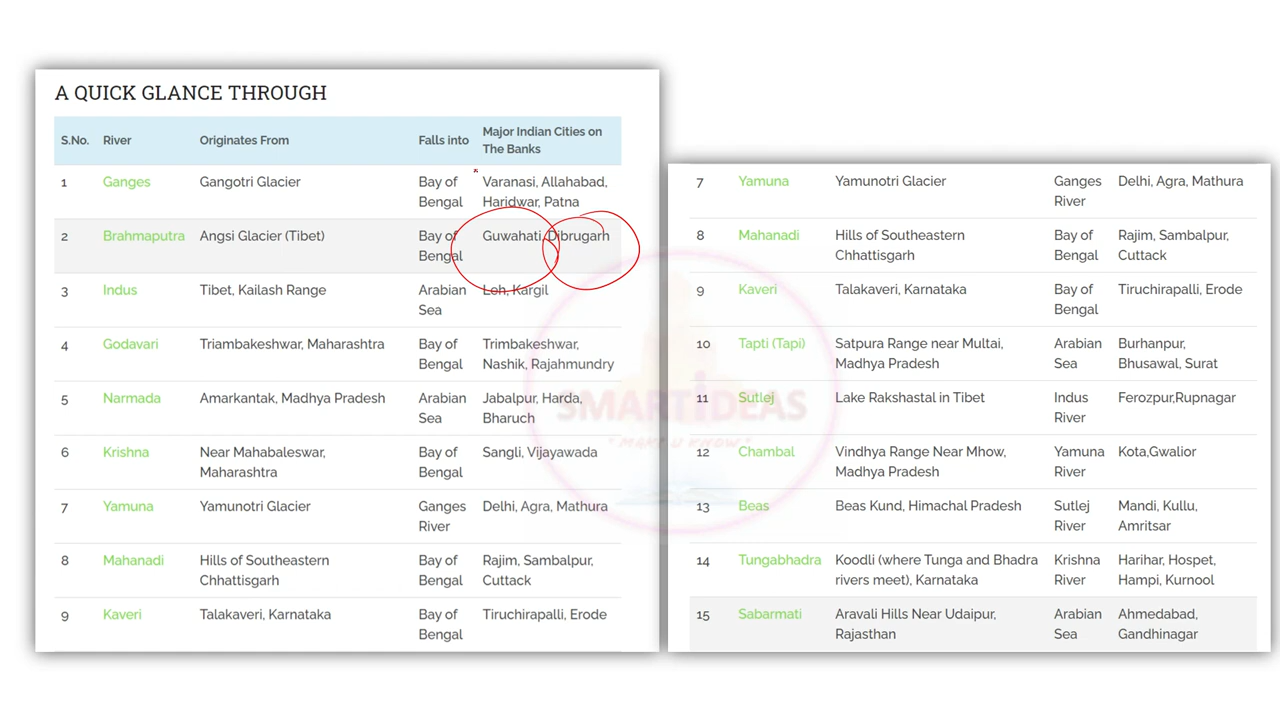 A QUICK GLANCE THROUGH
S.No. River Originates From Falls into Major Indian Cities on
The Banks
1 Ganges Gangotri Glacier Bay of Varanasi, Allahabad,
Bengal Haridwar, Patna
2 Brahmaputra Angsi Glacier (Tibet) Bay of Guwahati, Dibrugarh
Bengal
3 Indus Tibet, Kailash Range Arabian Leh, Kargil
Sea
4 Godavari Triambakeshwar, Maharashtra Bay of Trimbakeshwar,
Bengal Nashik, Rajahmundry
5 Narmada Amarkantak, Madhya Pradesh Arabian Jabalpur, Harda,
Sea Bharuch
6 Krishna Near Mahabaleswar, Bay of Sangli, Vijayawada
Maharashtra Bengal
7 Yamuna Yamunotri Glacier Ganges Delhi, Agra, Mathura
River
8 Mahanadi Hills of Southeastern Bay of Rajim, Sambalpur,
Chhattisgarh Bengal Cuttack
9 Kaveri Talakaveri, Karnataka Bay of Tiruchirapalli, Erode
Bengal
7 Yamuna Yamunotri Glacier Ganges Delhi, Agra, Mathura
River
8 Mahanadi Hills of Southeastern Bay of Rajim, Sambalpur,
Chhattisgarh Bengal Cuttack
9 Kaveri Talakaveri, Karnataka Bay of Tiruchirapalli, Erode
Bengal
10 Tapti (Tapi) Satpura Range near Multai, Arabian Burhanpur,
Madhya Pradesh Sea Bhusawal, Surat
11 Sutlej Lake Rakshastal in Tibet Indus Ferozpur,Rupnagar
River
12 Chambal Vindhya Range Near Mhow, Yamuna Kota,Gwalior
Madhya Pradesh River
13 Beas Beas Kund, Himachal Pradesh Sutlej Mandi, Kullu,
River Amritsar
14 Tungabhadra Koodli (where Tunga and Bhadra Krishna Harihar, Hospet,
rivers meet), Karnataka River Hampi, Kurnool
15 Sabarmati Aravali Hills Near Udaipur, Arabian Ahmedabad,
Rajasthan Sea Gandhinagar
SMART IDEAS
" MAKE U KNOW "